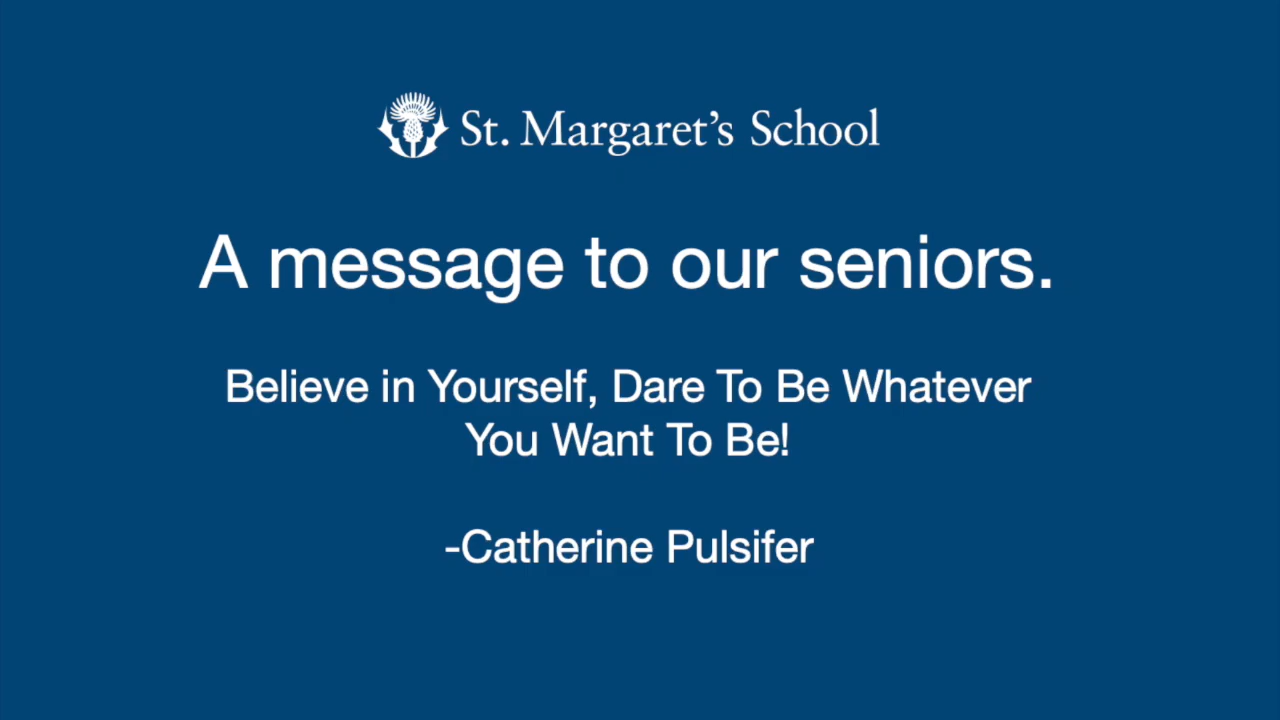 St. Margaret's School
A message to our seniors.
Believe in Yourself, Dare To Be Whatever
You Want To Be!
-Catherine Pulsifer